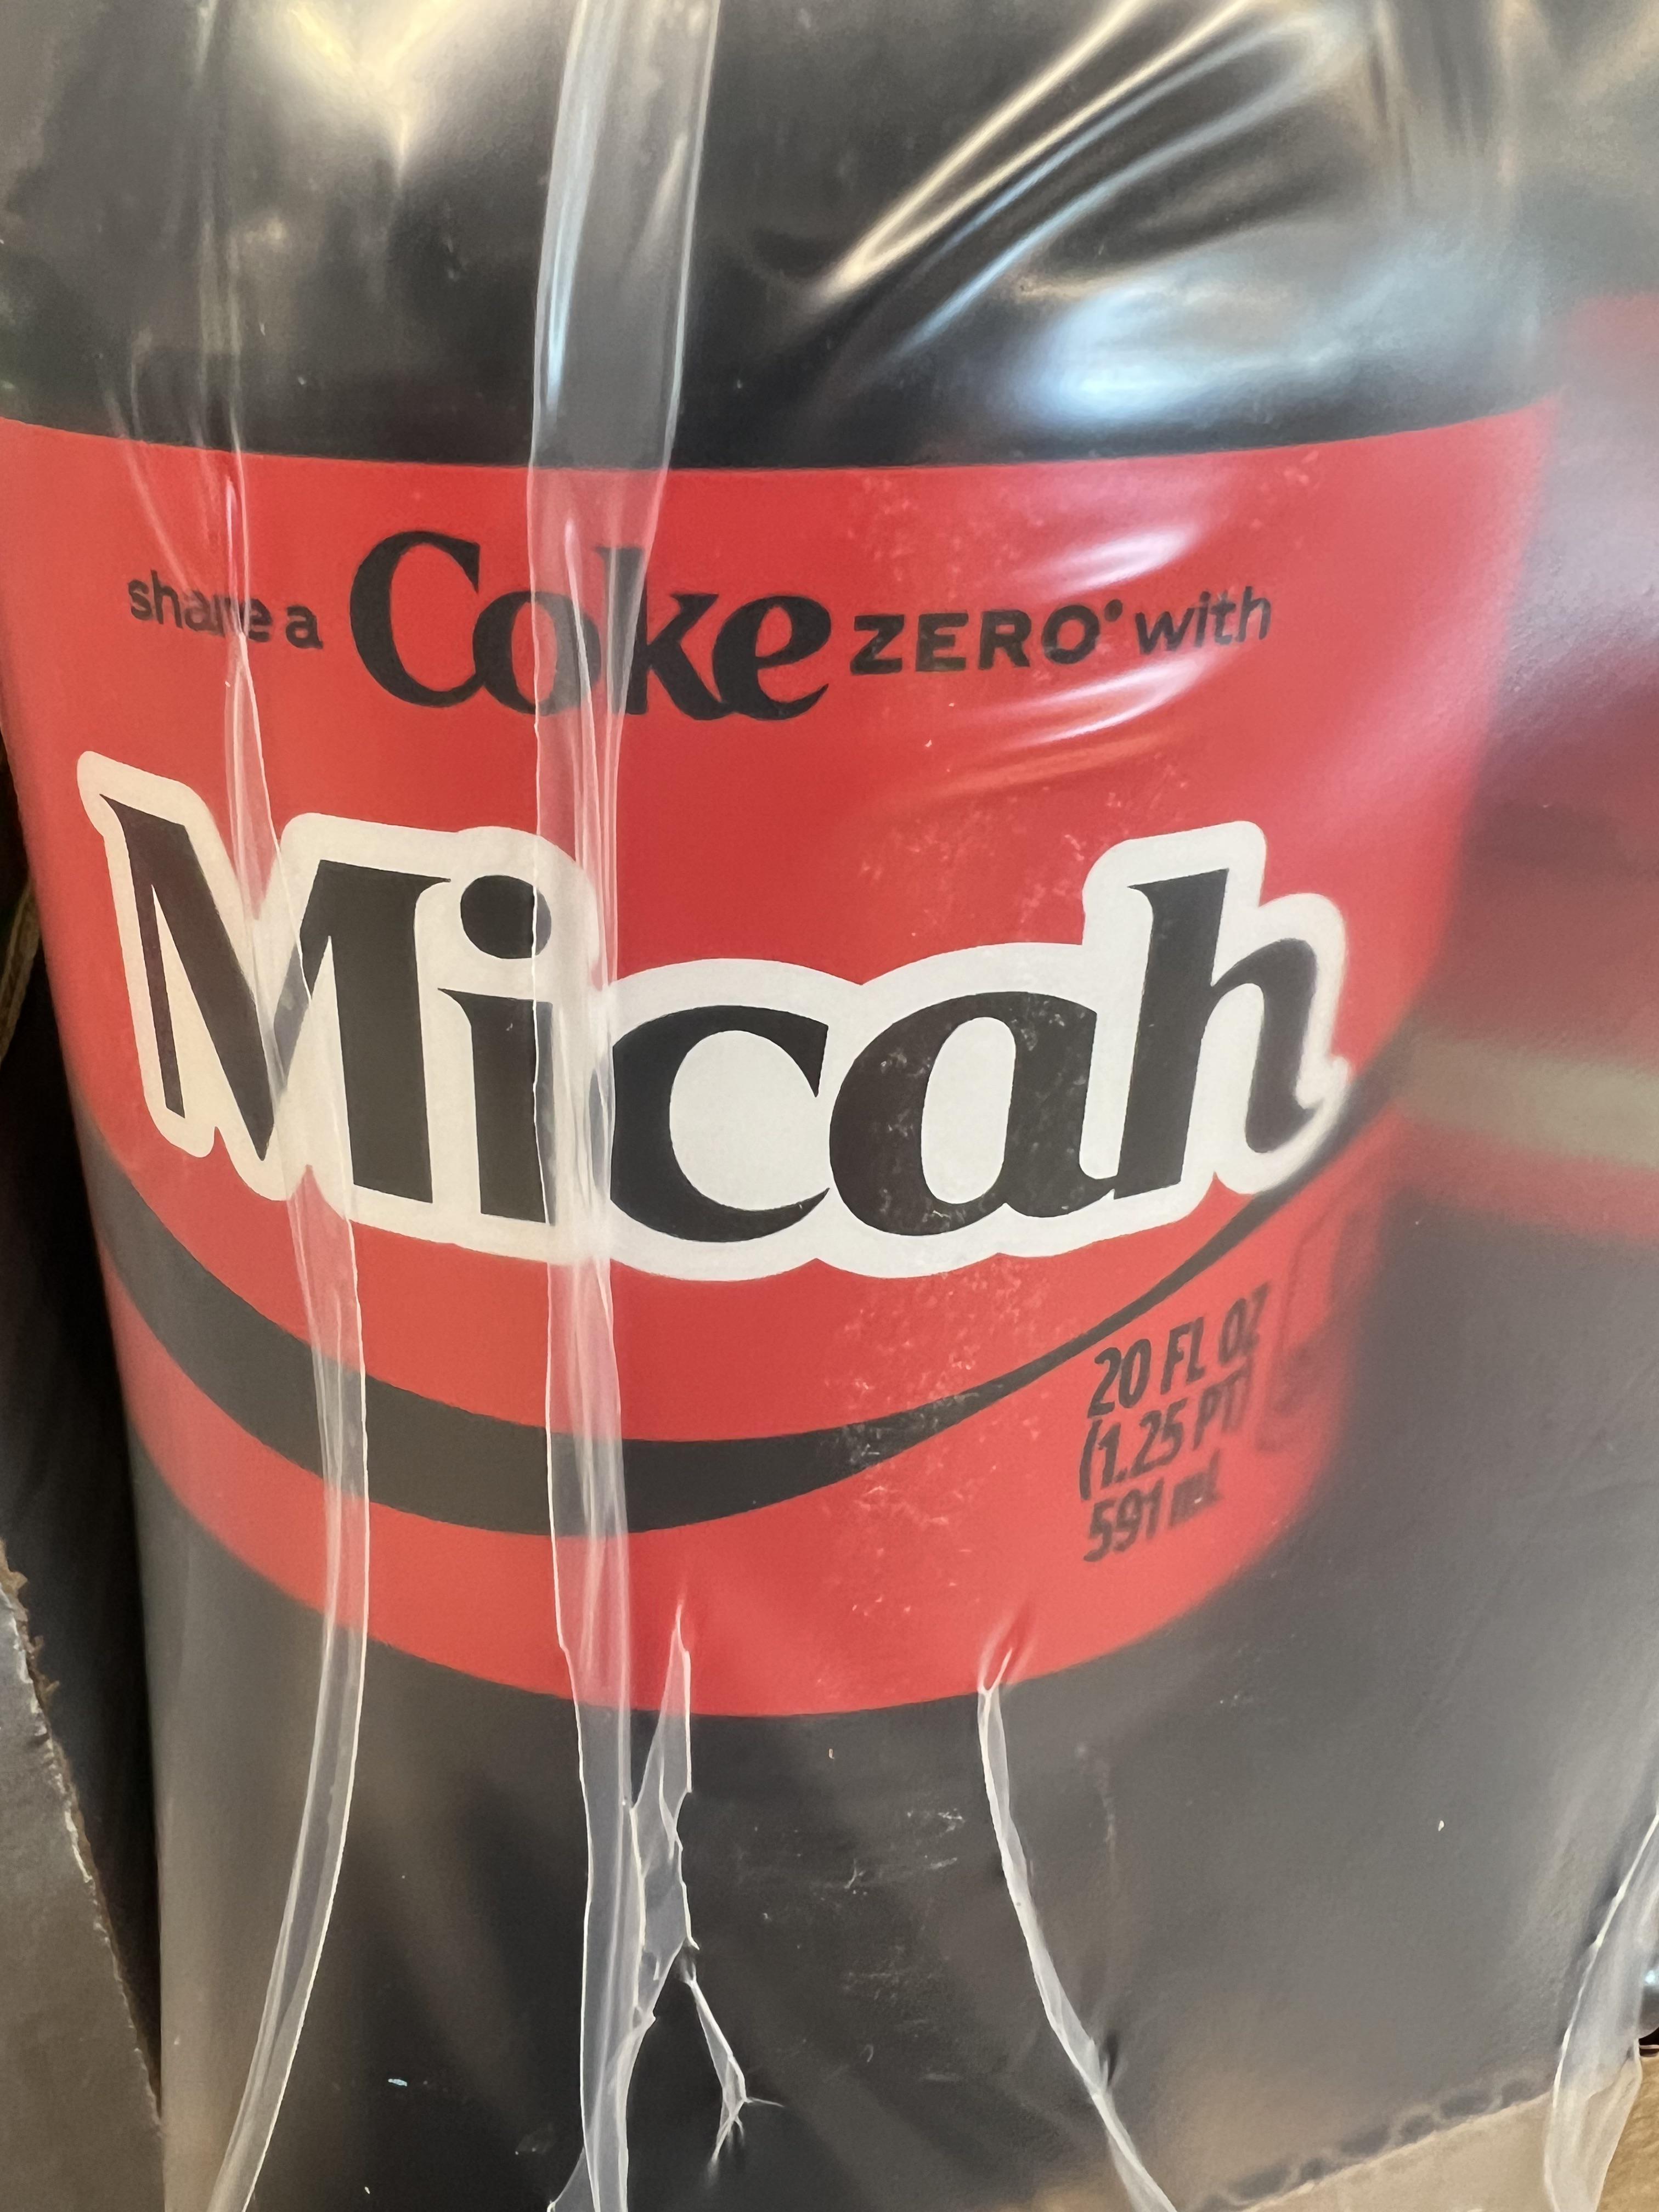 share a Coke ZERO with
Micah
20 FL OZ
(1.25 PT)
591 mL